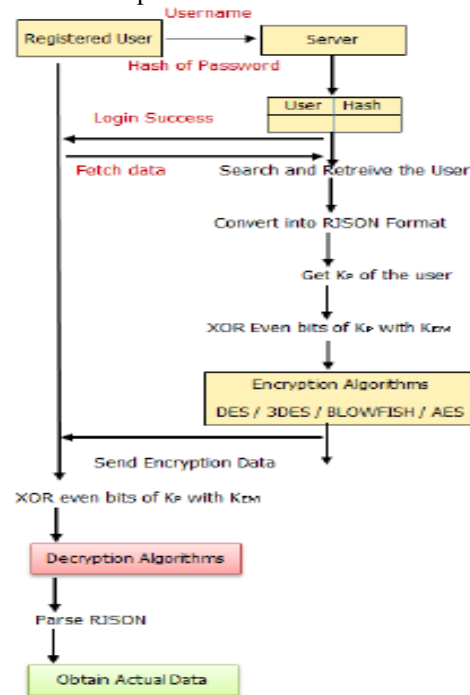 Username
Registered User
Server
Hash of Password
User Hash
Login Success
Fetch data
Search and Retreive the User
Convert into RJSON Format
Get KP of the user
XOR Even bits of KP with KEM
Encryption Algorithms
DES / 3DES / BLOWFISH / AES
Send Encryption Data
XOR even bits of KP with KEM
Decryption Algorithms
Parse RJSON
Obtain Actual Data